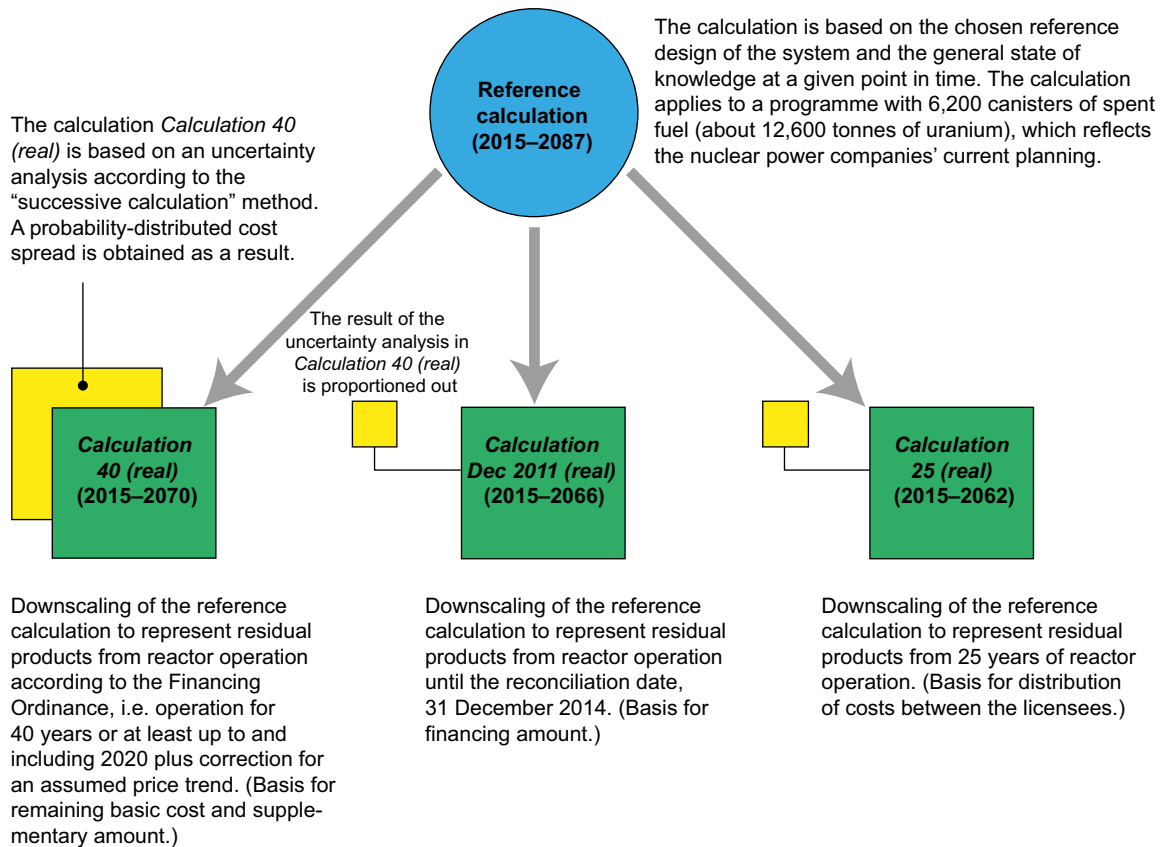 The calculation is based on the chosen reference
design of the system and the general state of
knowledge at a given point in time. The calculation
applies to a programme with 6,200 canisters of spent
fuel (about 12,600 tonnes of uranium), which reflects
the nuclear power companies’ current planning.
Reference
calculation
(2015–2087)
The calculation Calculation 40
(real) is based on an uncertainty
analysis according to the
“successive calculation” method.
A probability-distributed cost
spread is obtained as a result.
The result of the
uncertainty analysis in
Calculation 40 (real)
is proportioned out
Calculation
40 (real)
(2015–2070)
Calculation
Dec 2011 (real)
(2015–2066)
Calculation
25 (real)
(2015–2062)
Downscaling of the reference
calculation to represent residual
products from reactor operation
according to the Financing
Ordinance, i.e. operation for
40 years or at least up to and
including 2020 plus correction for
an assumed price trend. (Basis for
remaining basic cost and supple-
mentary amount.)
Downscaling of the reference
calculation to represent residual
products from reactor operation
until the reconciliation date,
31 December 2014. (Basis for
financing amount.)
Downscaling of the reference
calculation to represent residual
products from 25 years of reactor
operation. (Basis for distribution
of costs between the licensees.)